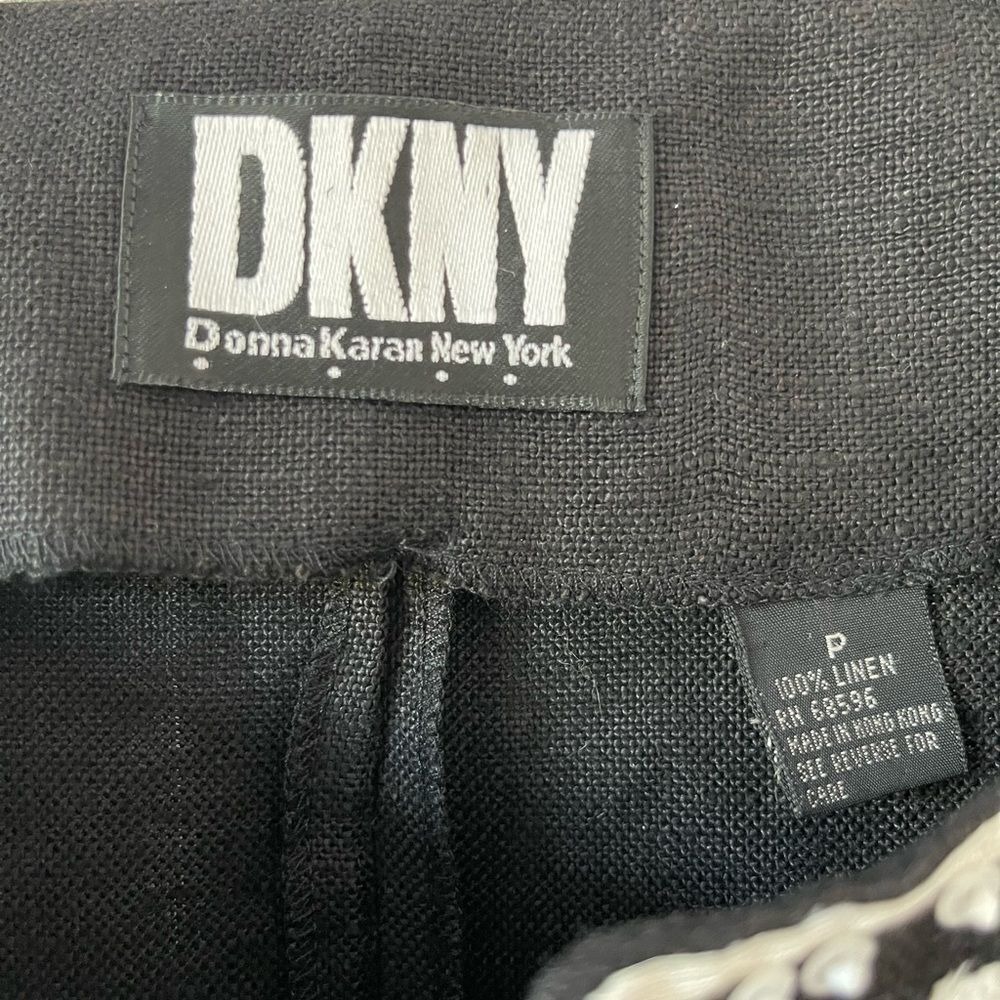 DKNY
Donna Karan New York
P
100% LINEN
RN 68596
MADE IN HONG KONG
SEE REVERSE FOR
CARE